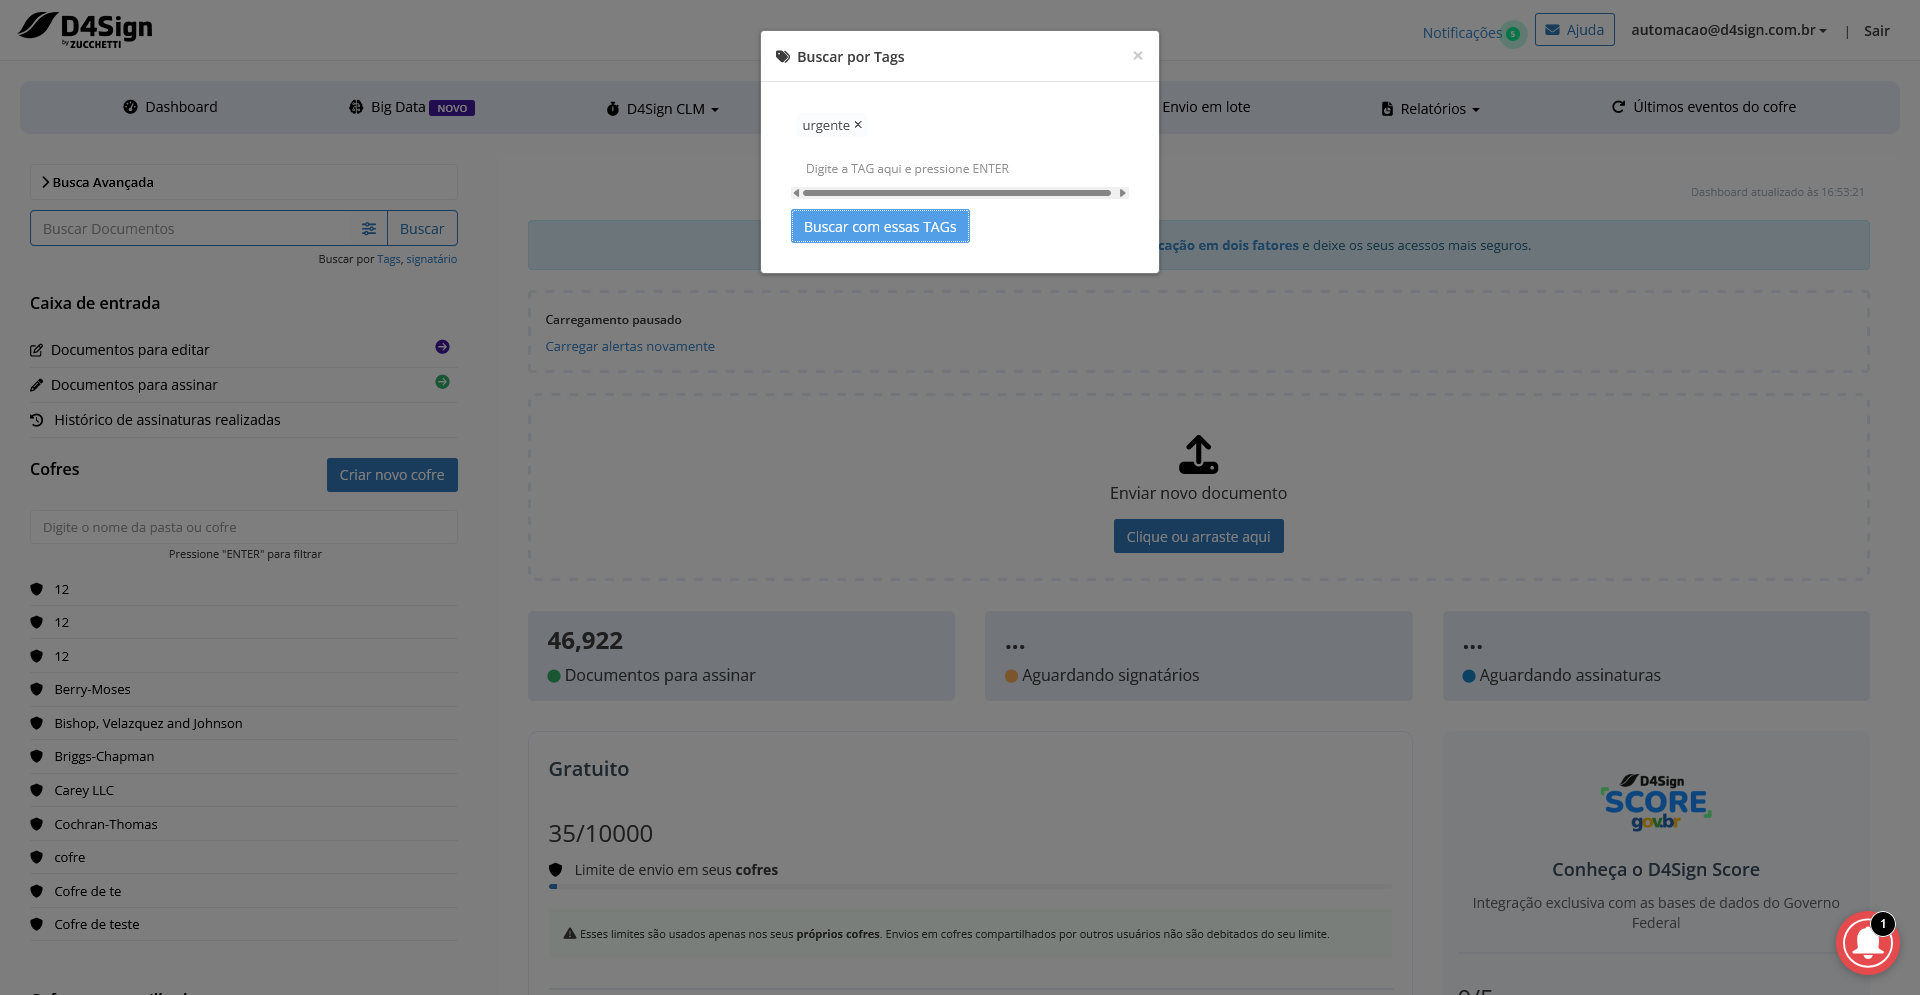 D4Sign
by ZUCCHETTI
Notificações 5
Ajuda
automacao@d4sign.com.br
|
Sair
Buscar por Tags
×
urgente ×
Digite a TAG aqui e pressione ENTER
Buscar com essas TAGs
Dashboard
Big Data NOVO
D4Sign CLM
Envio em lote
Relatórios
Últimos eventos do cofre
Busca Avançada
Buscar Documentos
Buscar
Buscar por Tags, signatário
Caixa de entrada
Documentos para editar
Documentos para assinar
Histórico de assinaturas realizadas
Cofres
Criar novo cofre
Digite o nome da pasta ou cofre
Pressione "ENTER" para filtrar
12
12
12
Berry-Moses
Bishop, Velazquez and Johnson
Briggs-Chapman
Carey LLC
Cochran-Thomas
cofre
Cofre de te
Cofre de teste
Dashboard atualizado às 16:53:21
cação em dois fatores e deixe os seus acessos mais seguros.
Carregamento pausado
Carregar alertas novamente
Enviar novo documento
Clique ou arraste aqui
46,922
Documentos para assinar
...
Aguardando signatários
...
Aguardando assinaturas
Gratuito
35/10000
Limite de envio em seus cofres
Esses limites são usados apenas nos seus próprios cofres. Envios em cofres compartilhados por outros usuários não são debitados do seu limite.
D4Sign
SCORE
gov.br
Conheça o D4Sign Score
Integração exclusiva com as bases de dados do Governo
Federal
1